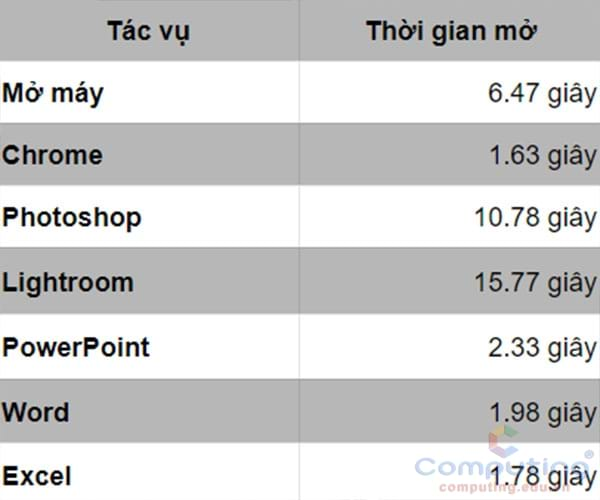 Tác vụ Thời gian mở
Mở máy 6.47 giây
Chrome 1.63 giây
Photoshop 10.78 giây
Lightroom 15.77 giây
PowerPoint 2.33 giây
Word 1.98 giây
Excel 1.78 giây
Computing®
computing.edu.vn